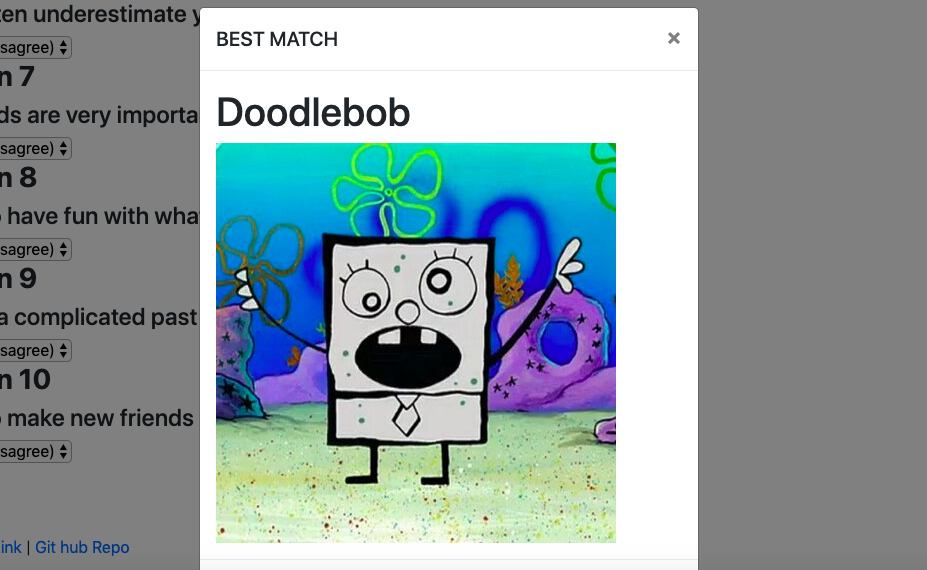 ten underestimate y
BEST MATCH ×
sagree)
n 7
Doodlebob
ds are very importa
sagree)
n 8
o have fun with wha
sagree)
n 9
a complicated past
sagree)
n 10
o make new friends
sagree)
ink | Git hub Repo